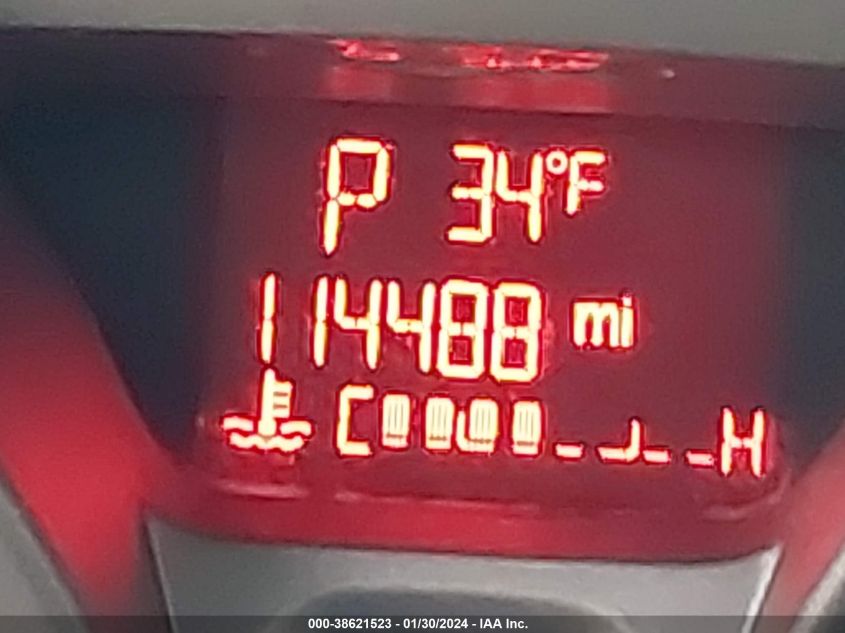 P 34°F
114488 mi
C H
000-38621523 - 01/30/2024 - IAA Inc.